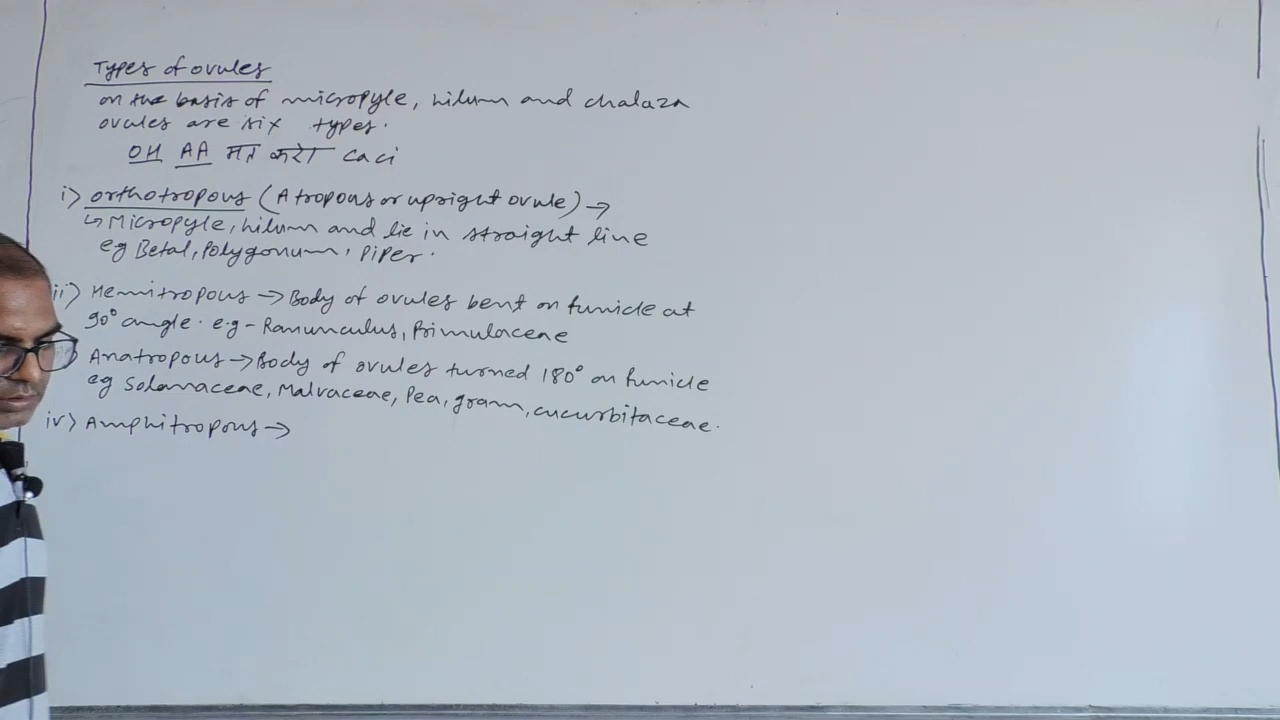 Types of ovules
on the basis of micropyle, hilum and chalaza
ovules are six types.
OH AA मत करो Caci
i) orthotropous (Atropous or upright ovule) →
↳ Micropyle, hilum and lie in straight line
eg Betal, Polygonum, Piper.
ii) Hemitropous → Body of ovules bent on funicle at
90° angle. e.g - Ranunculus, Primulaceae
) Anatropous → Body of ovules turned 180° on funicle
eg Solanaceae, Malvaceae, Pea, gram, cucurbitaceae.
iv) Amphitropous →